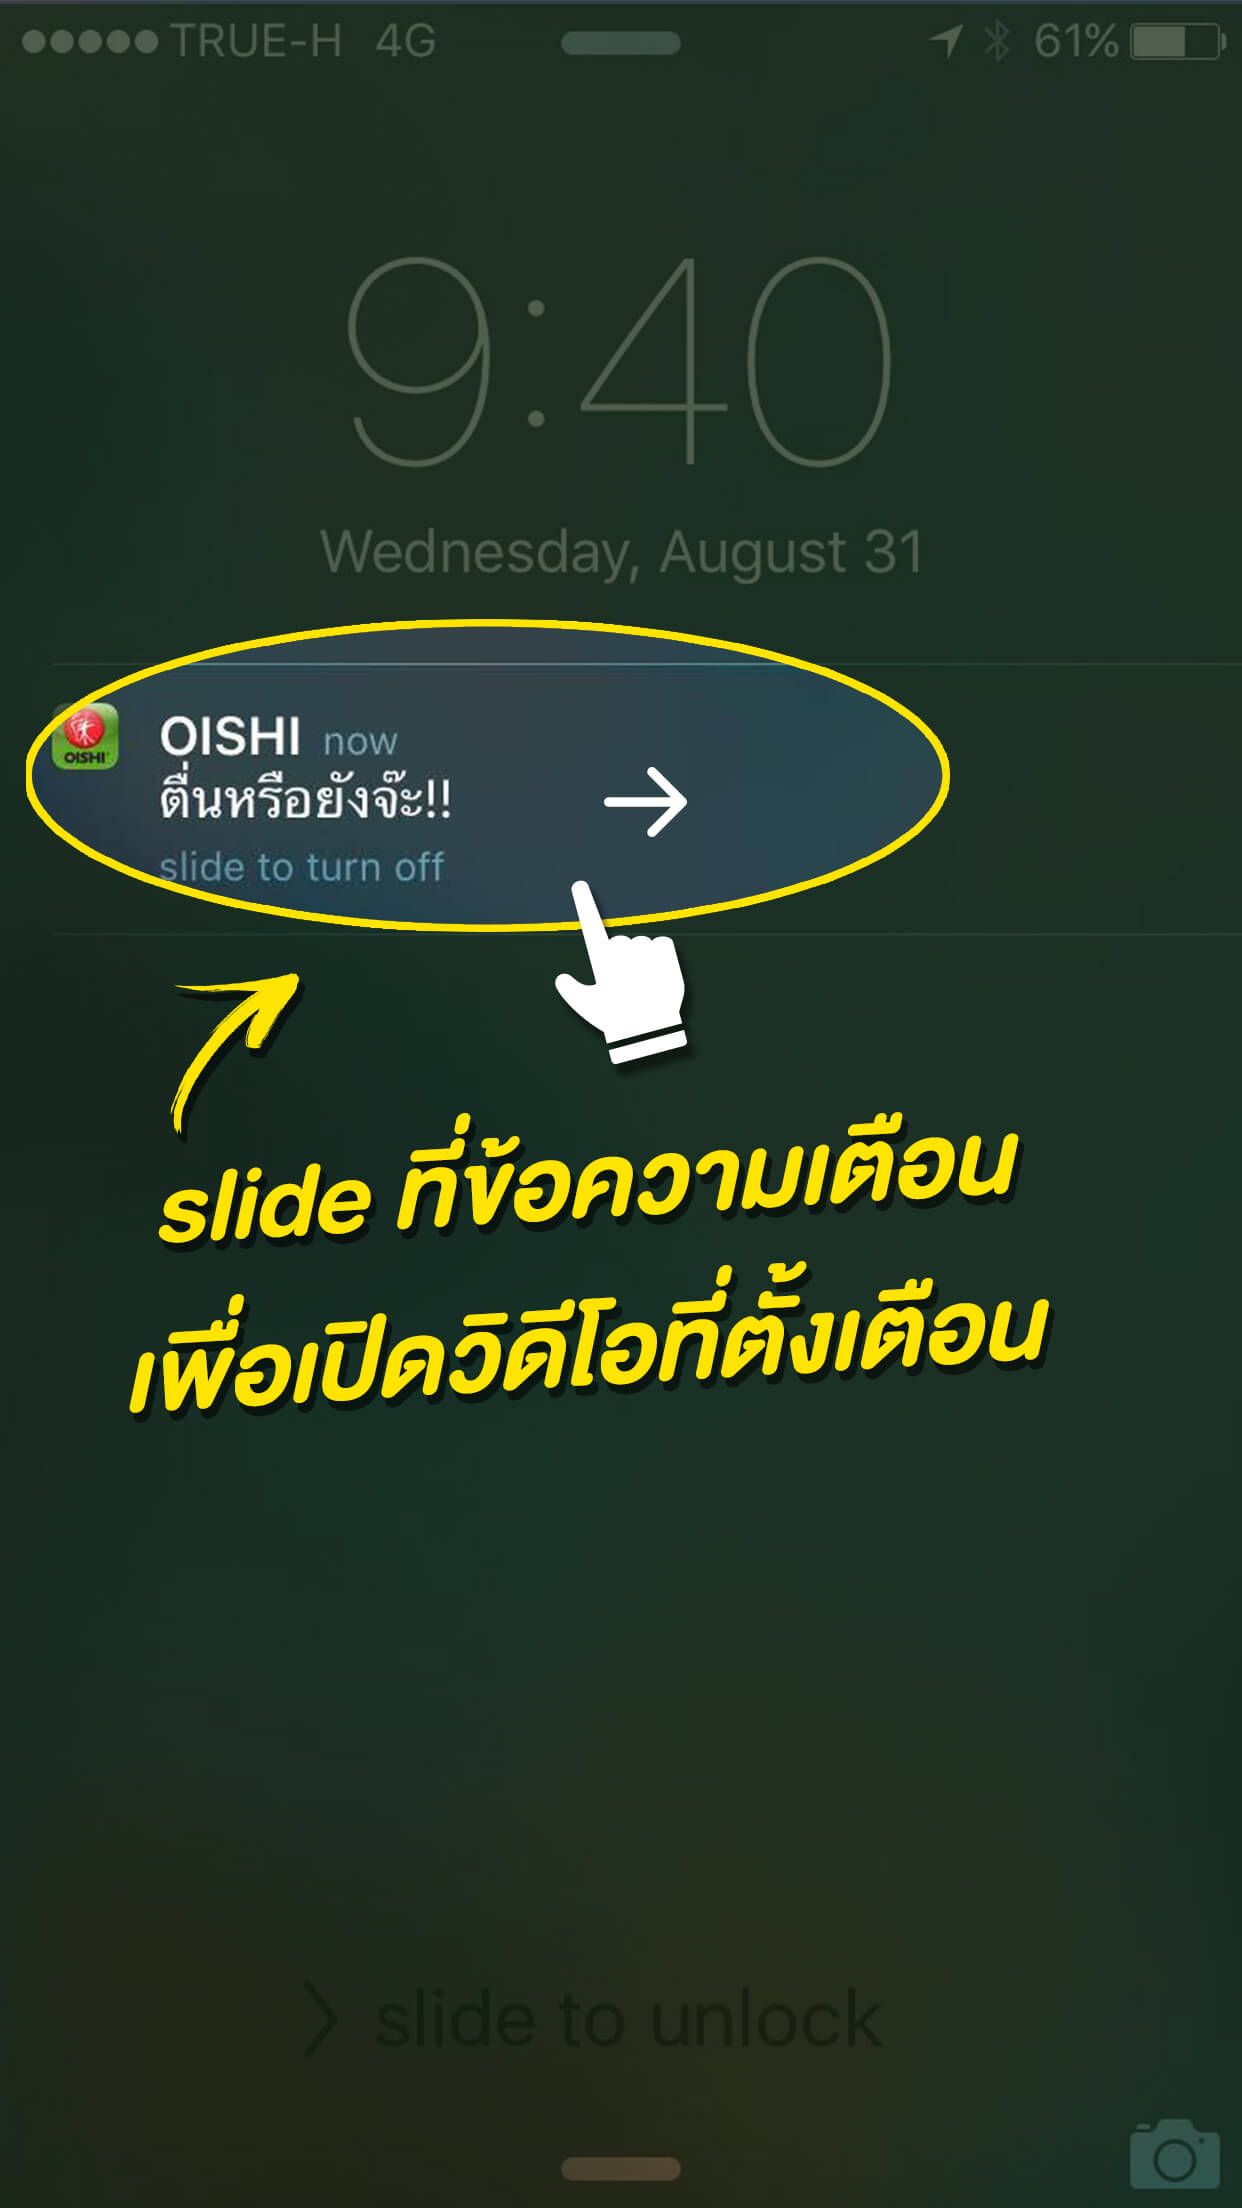 TRUE-H 4G 61%
9:40
Wednesday, August 31
OISHI
OISHI now
ตื่นหรือยังจ๊ะ!!
slide to turn off
slide ที่ข้อความเตือน
เพื่อเปิดวิดีโอที่ตั้งเตือน
slide to unlock